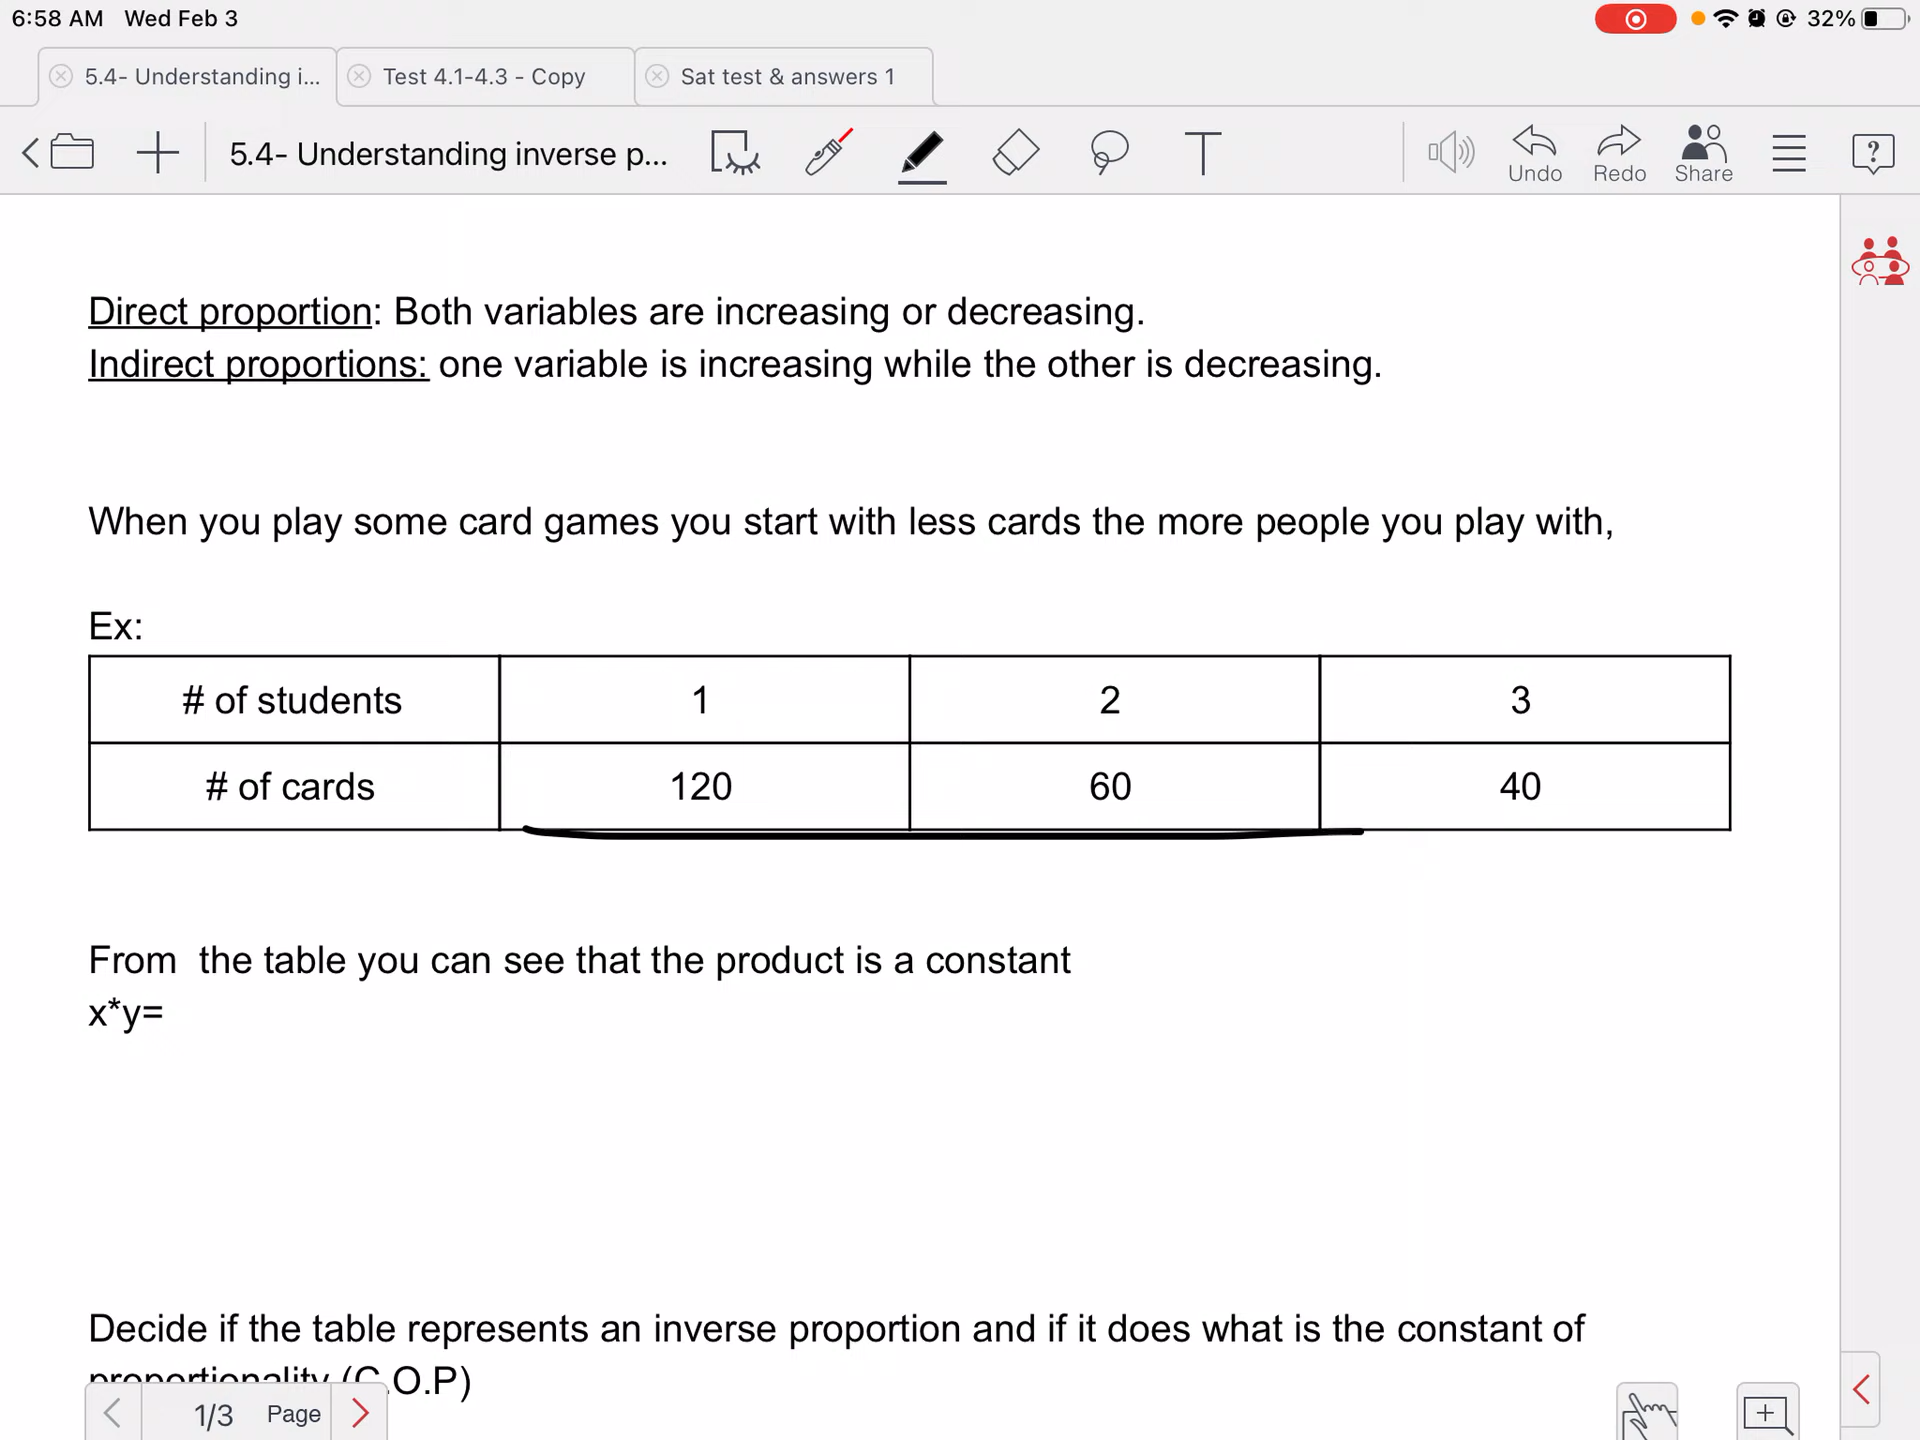 6:58 AM Wed Feb 3
32%
5.4- Understanding i...
Test 4.1-4.3 - Copy
Sat test & answers 1
5.4- Understanding inverse p...
T
Undo
Redo
Share
?
Direct proportion: Both variables are increasing or decreasing.
Indirect proportions: one variable is increasing while the other is decreasing.
When you play some card games you start with less cards the more people you play with,
Ex:
# of students 1 2 3
# of cards 120 60 40
From the table you can see that the product is a constant
x*y=
Decide if the table represents an inverse proportion and if it does what is the constant of
proportionality (C.O.P)
1/3 Page